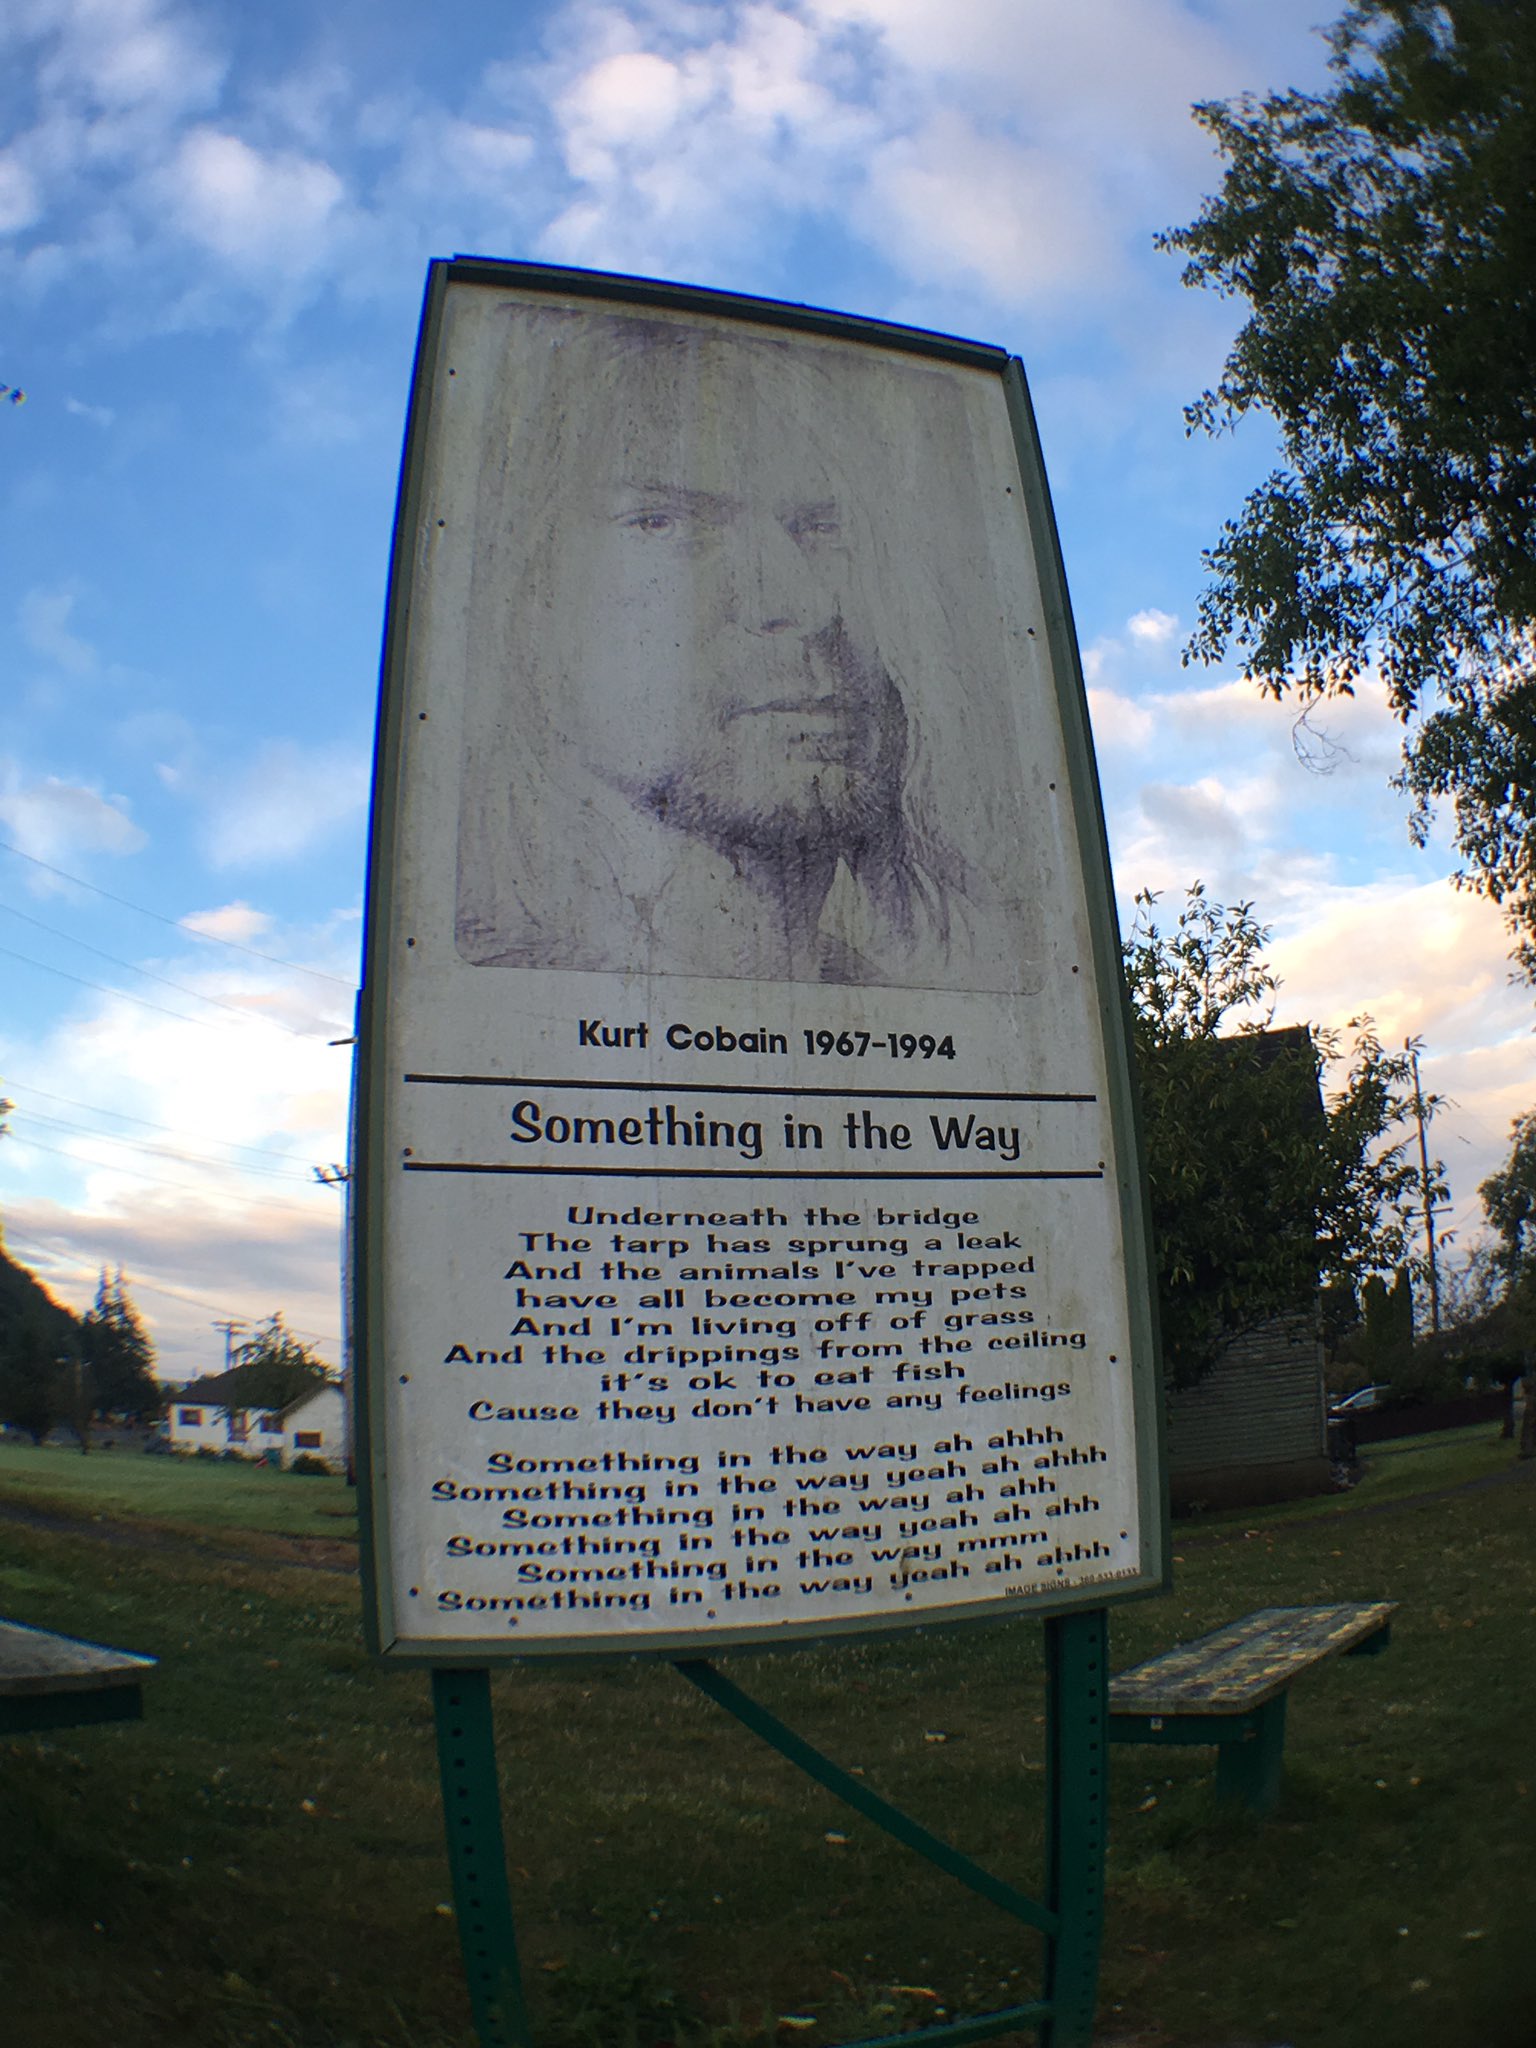 Kurt Cobain 1967-1994
Something in the Way
Underneath the bridge
The tarp has sprung a leak
And the animals I've trapped
have all become my pets
And I'm living off of grass
And the drippings from the ceiling
it's ok to eat fish
Cause they don't have any feelings
Something in the way ah ahhh
Something in the way yeah ah ahhh
Something in the way ah ahh
Something in the way yeah ah ahh
Something in the way mmmm
Something in the way yeah ah ahhh
IMAGE SIGNS -